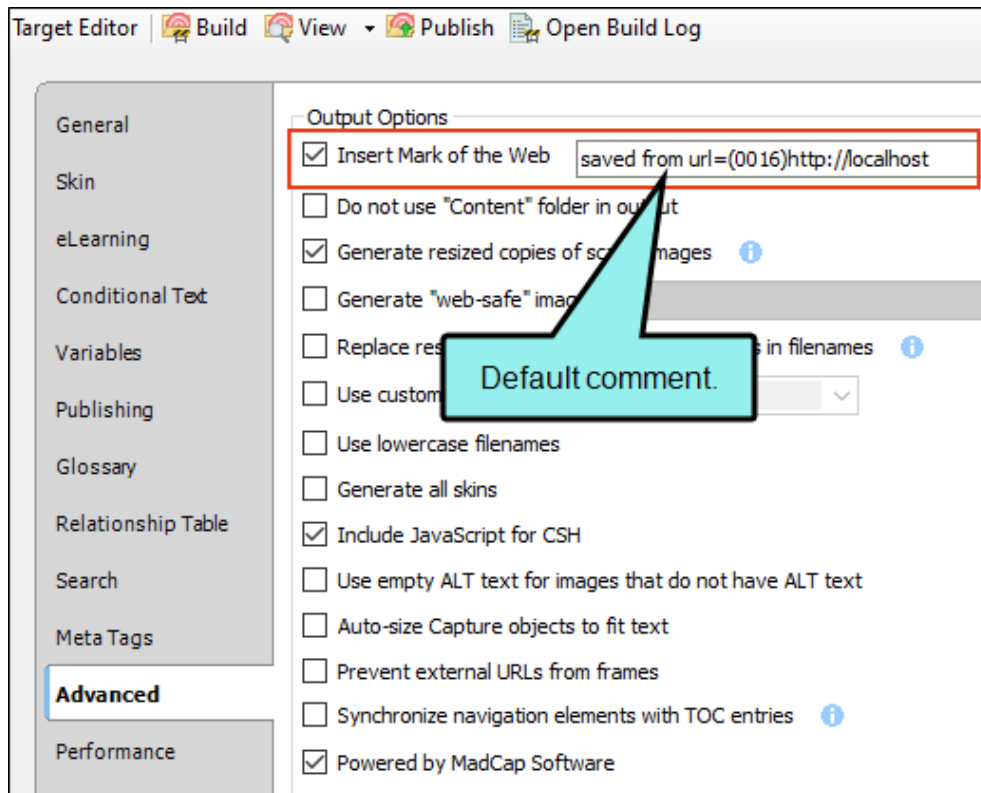 Target Editor Build View Publish Open Build Log
General
Skin
eLearning
Conditional Text
Variables
Publishing
Glossary
Relationship Table
Search
Meta Tags
Advanced
Performance
Output Options
Insert Mark of the Web saved from url=(0016)http://localhost
Do not use "Content" folder in output
Generate resized copies of images
Generate "web-safe"
Replace in filenames
Use custom
Default comment.
Use lowercase filenames
Generate all skins
Include JavaScript for CSH
Use empty ALT text for images that do not have ALT text
Auto-size Capture objects to fit text
Prevent external URLs from frames
Synchronize navigation elements with TOC entries
Powered by MadCap Software